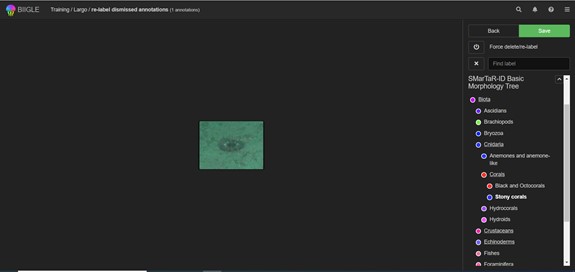 BIIGLE Training / Largo / re-label dismissed annotations (1 annotations)
Back Save
Force delete/re-label
Find label
SMarTaR-ID Basic
Morphology Tree
Biota
Ascidians
Brachiopods
Bryozoa
Cnidaria
Anemones and anemone-
like
Corals
Black and Octocorals
Stony corals
Hydrocorals
Hydroids
Crustaceans
Echinoderms
Fishes
Foraminifera